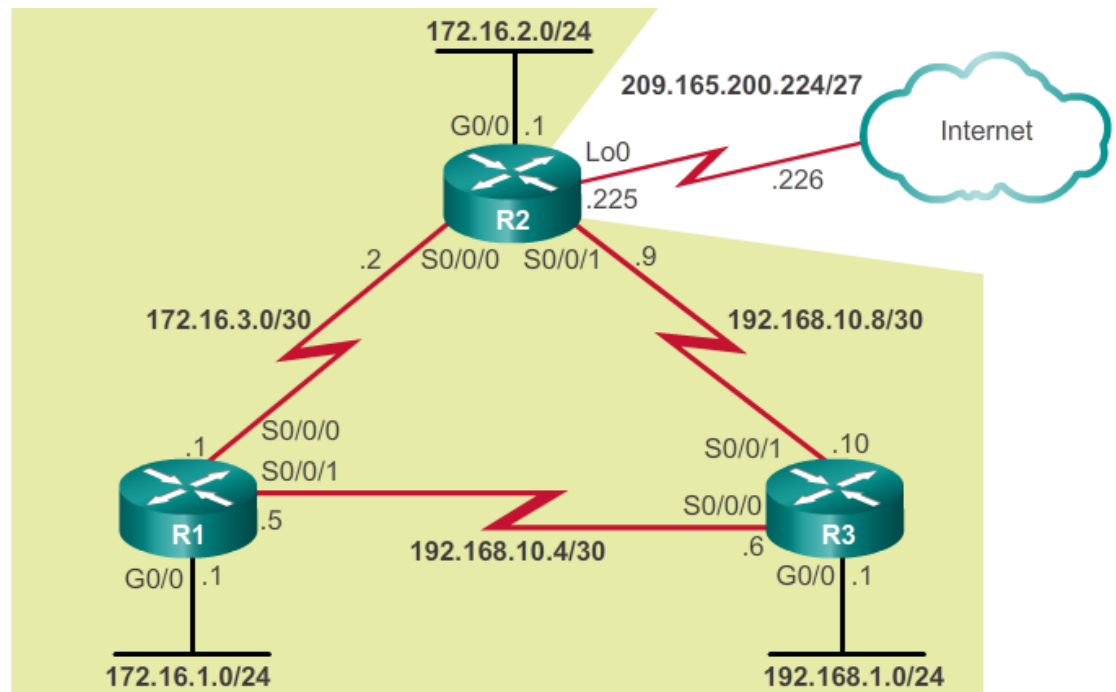 172.16.2.0/24
209.165.200.224/27
G0/0 .1
Internet
Lo0
.226
.225
R2
.2 S0/0/0 S0/0/1 .9
172.16.3.0/30
192.168.10.8/30
S0/0/0
.1
S0/0/1 .10
S0/0/1
S0/0/0
.5
R1
R3
192.168.10.4/30
.6
G0/0 .1
G0/0 .1
172.16.1.0/24
192.168.1.0/24